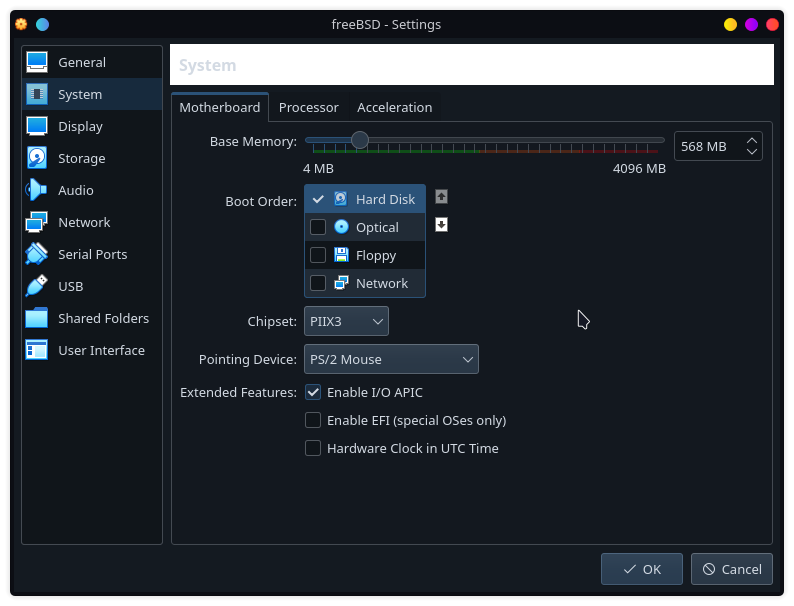 freeBSD - Settings
General
System
Display
Storage
Audio
Network
Serial Ports
USB
Shared Folders
User Interface
System
Motherboard Processor Acceleration
Base Memory: 568 MB
4 MB 4096 MB
Boot Order: Hard Disk
Optical
Floppy
Network
Chipset: PIIX3
Pointing Device: PS/2 Mouse
Extended Features: Enable I/O APIC
Enable EFI (special OSes only)
Hardware Clock in UTC Time
OK Cancel